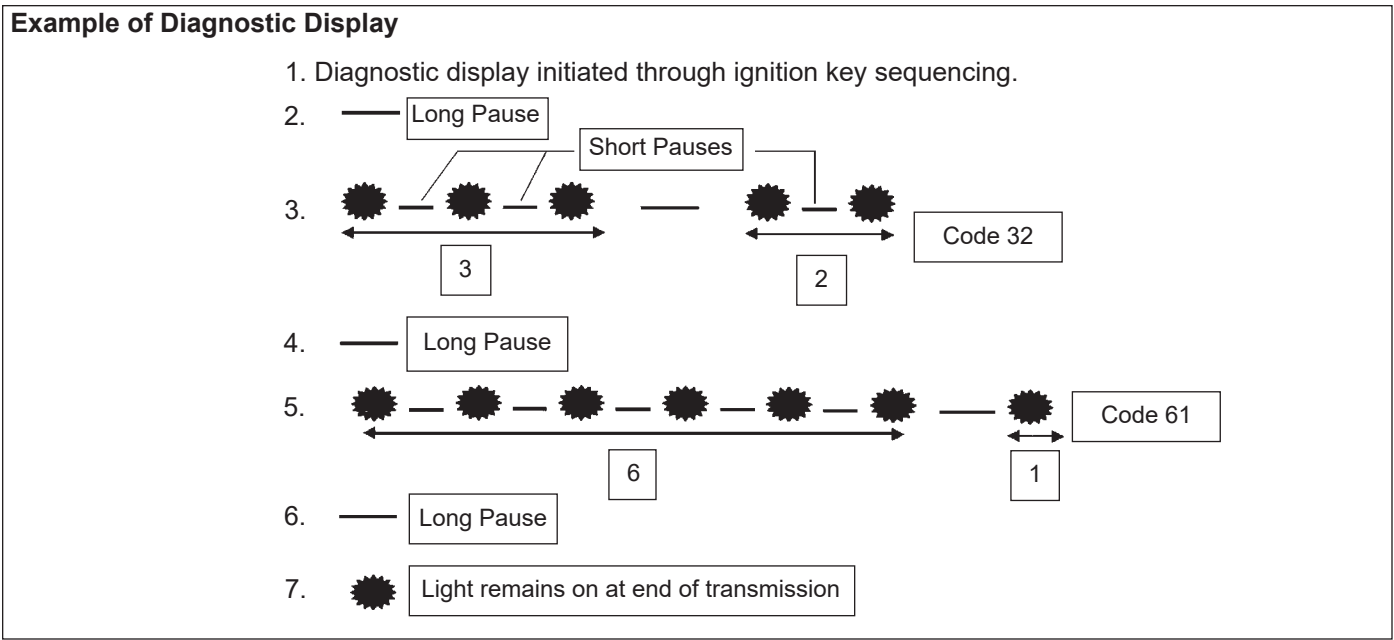 Example of Diagnostic Display
1. Diagnostic display initiated through ignition key sequencing.
2. Long Pause
Short Pauses
3.
Code 32
3
2
4. Long Pause
5.
Code 61
6
1
6. Long Pause
7. Light remains on at end of transmission